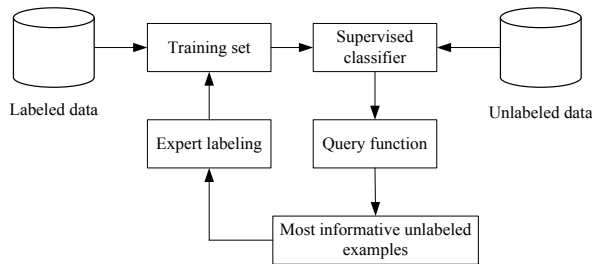 Training set
Supervised
classifier
Labeled data
Unlabeled data
Expert labeling
Query function
Most informative unlabeled
examples